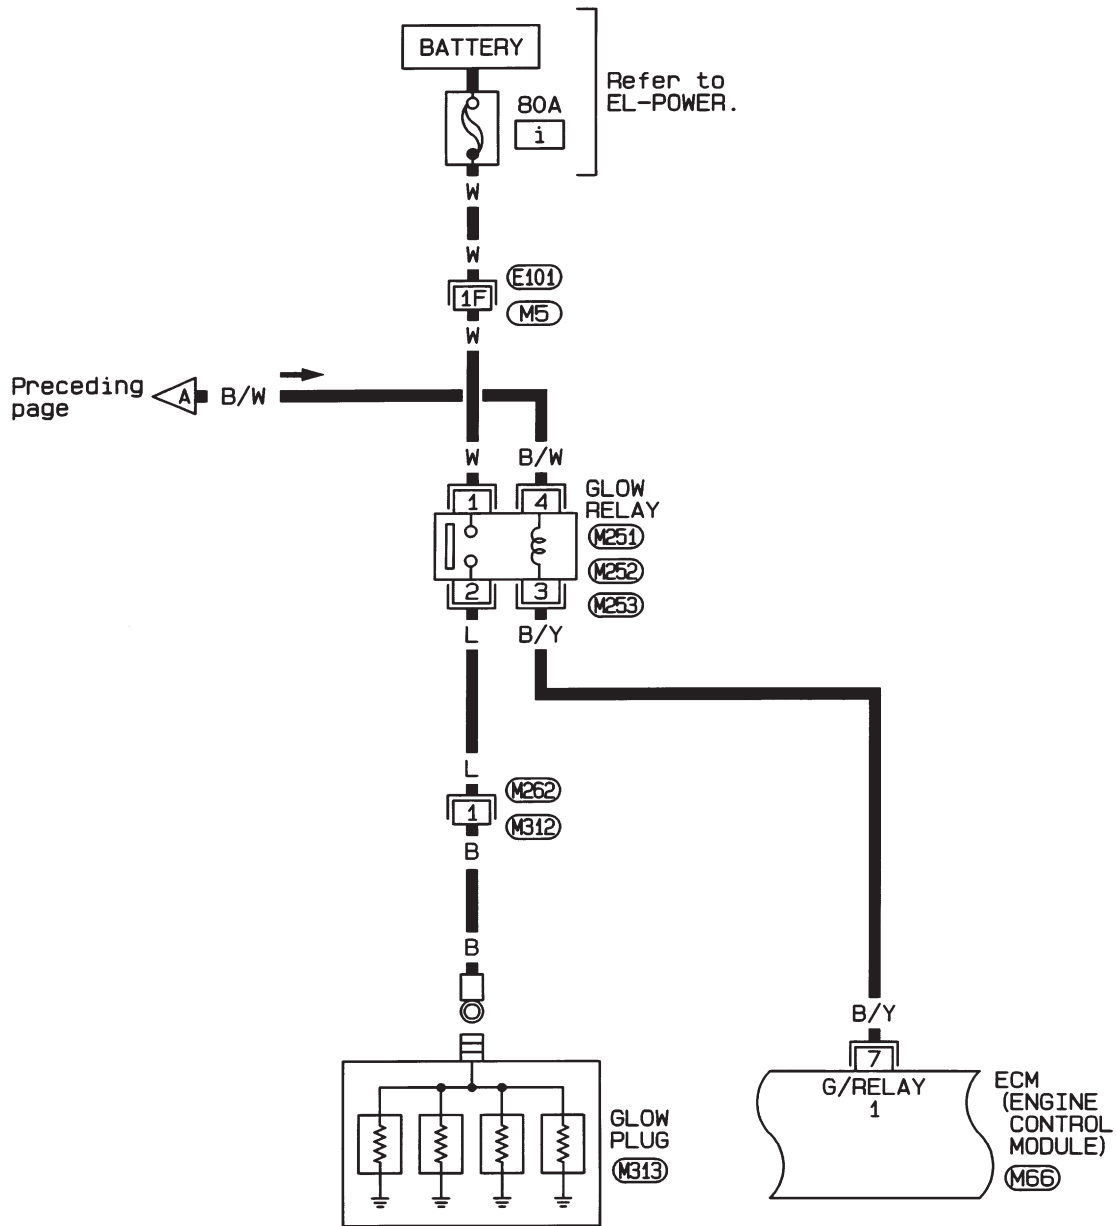 BATTERY
80A
i
Refer to
EL-POWER.
W
W
1F
E101
M5
W
Preceding
page
A
B/W
W
B/W
1
4
GLOW
RELAY
M251
M252
M253
2
3
L
B/Y
L
1
M262
M312
B
B
B/Y
7
G/RELAY
1
ECM
(ENGINE
CONTROL
MODULE)
M66
GLOW
PLUG
M313